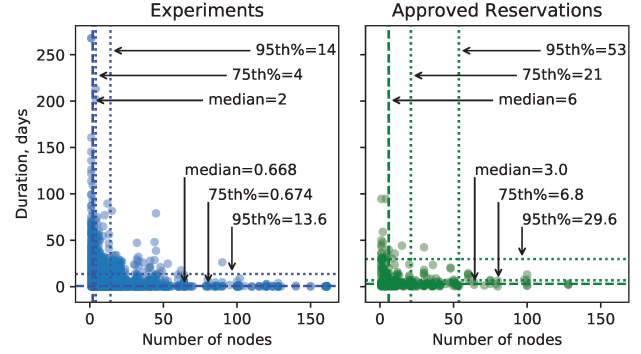 Experiments
Approved Reservations
Duration, days
250
200
150
100
50
0
95th%=14
75th%=4
median=2
median=0.668
75th%=0.674
95th%=13.6
0
50
100
150
Number of nodes
95th%=53
75th%=21
median=6
median=3.0
75th%=6.8
95th%=29.6
0
50
100
150
Number of nodes